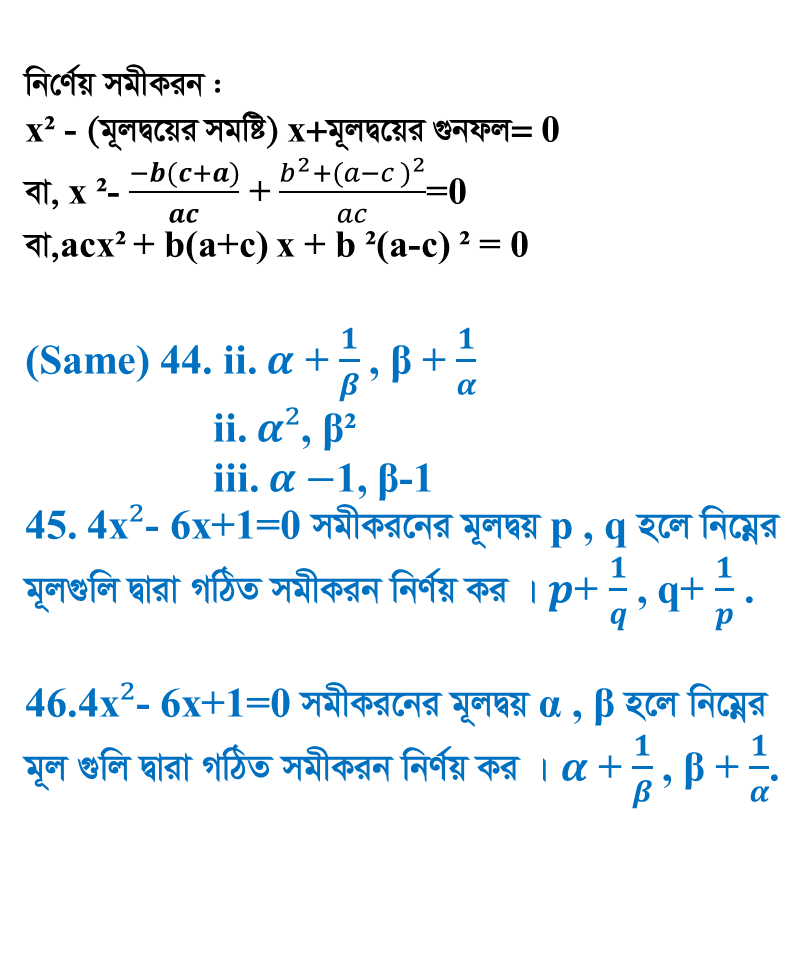 নির্ণেয় সমীকরন :
x² - (মূলদ্বয়ের সমষ্টি) x+মূলদ্বয়ের গুনফল= 0
বা, x ²- −b(c+a)/ac + b²+(a−c )²/ac=0
বা,acx² + b(a+c) x + b ²(a-c) ² = 0
(Same) 44. ii. α + 1/β , β + 1/α
ii. α², β²
iii. α −1, β-1
45. 4x²- 6x+1=0 সমীকরনের মূলদ্বয় p , q হলে নিম্নের
মূলগুলি দ্বারা গঠিত সমীকরন নির্ণয় কর । p+ 1/q , q+ 1/p .
46.4x²- 6x+1=0 সমীকরনের মূলদ্বয় α , β হলে নিম্নের
মূল গুলি দ্বারা গঠিত সমীকরন নির্ণয় কর । α + 1/β , β + 1/α.